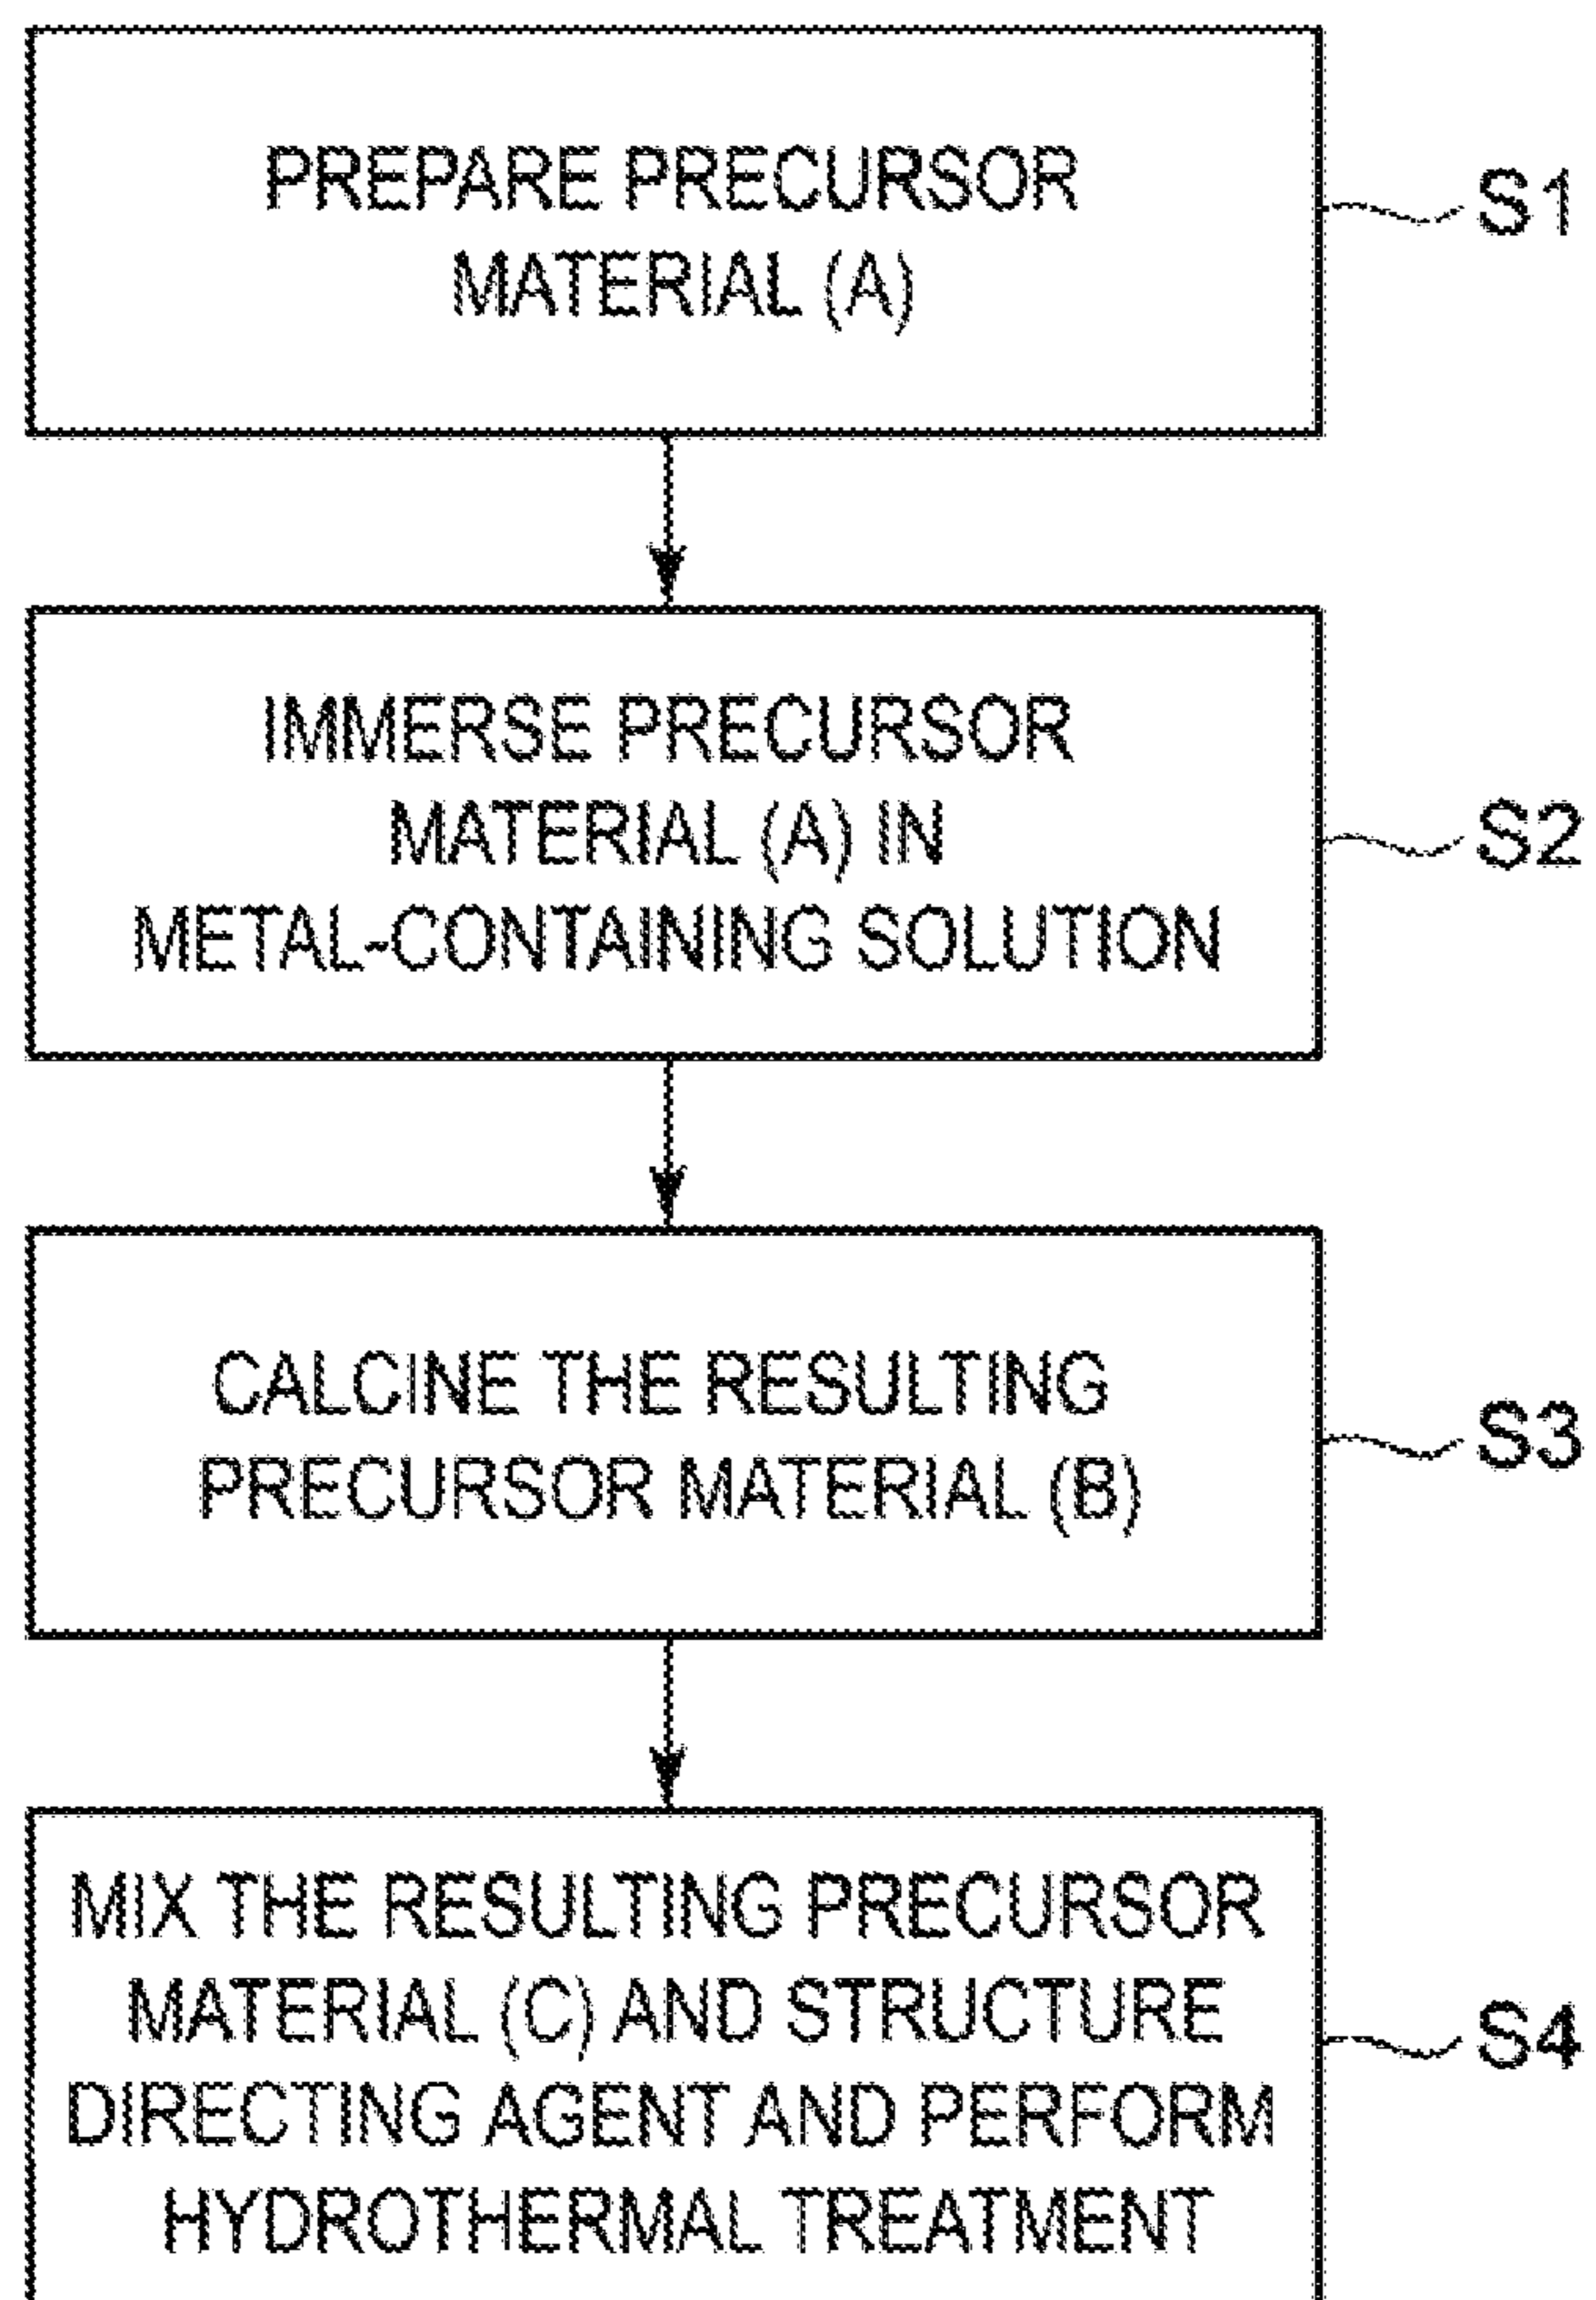 PREPARE PRECURSOR
MATERIAL (A)
S1
IMMERSE PRECURSOR
MATERIAL (A) IN
METAL-CONTAINING SOLUTION
S2
CALCINE THE RESULTING
PRECURSOR MATERIAL (B)
S3
MIX THE RESULTING PRECURSOR
MATERIAL (C) AND STRUCTURE
DIRECTING AGENT AND PERFORM
HYDROTHERMAL TREATMENT
S4